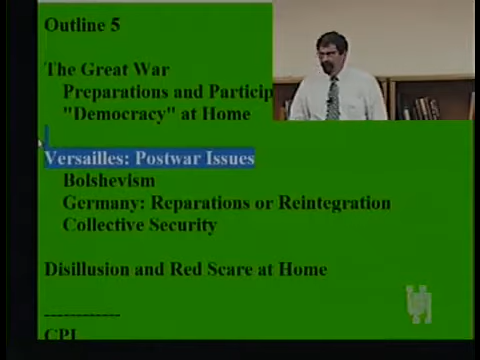 Outline 5
The Great War
Preparations and Particip
"Democracy" at Home
Versailles: Postwar Issues
Bolshevism
Germany: Reparations or Reintegration
Collective Security
Disillusion and Red Scare at Home
CPI